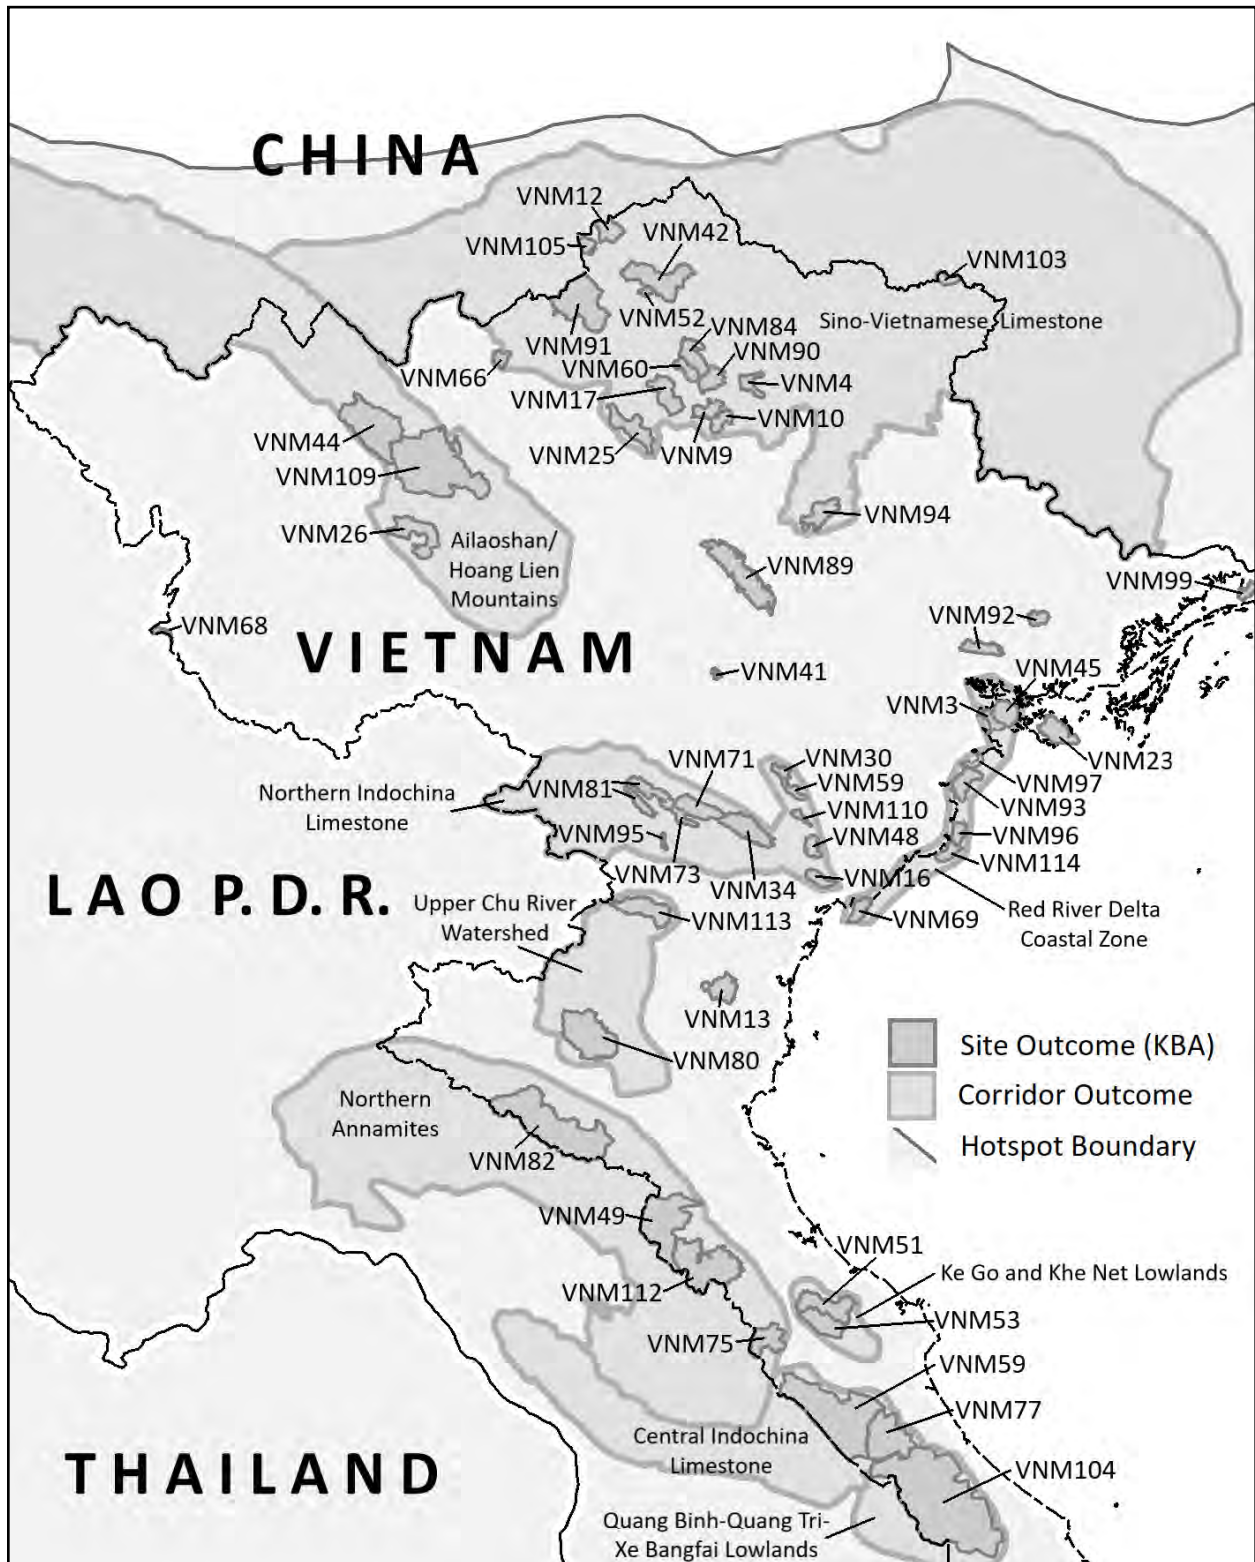 CHINA
VNM12
VNM42
VNM105
VNM103
VNM52
Sino-Vietnamese Limestone
VNM84
VNM91
VNM90
VNM60
VNM66
VNM4
VNM17
VNM10
VNM44
VNM25
VNM9
VNM109
VNM94
VNM26
Ailaoshan/
Hoang Lien
Mountains
VNM89
VNM99
VNM92
VNM68
VIETNAM
VNM41
VNM45
VNM3
VNM71
VNM30
VNM23
VNM59
VNM97
VNM81
Northern Indochina
Limestone
VNM110
VNM93
VNM95
VNM48
VNM96
VNM114
VNM73
VNM34
VNM16
LAO P.D.R.
Upper Chu River
Watershed
VNM113
VNM69
Red River Delta
Coastal Zone
VNM13
Site Outcome (KBA)
VNM80
Corridor Outcome
Northern
Annamites
Hotspot Boundary
VNM82
VNM49
VNM51
Ke Go and Khe Net Lowlands
VNM112
VNM53
VNM75
VNM59
VNM77
Central Indochina
Limestone
THAILAND
VNM104
Quang Binh-Quang Tri-
Xe Bangfai Lowlands